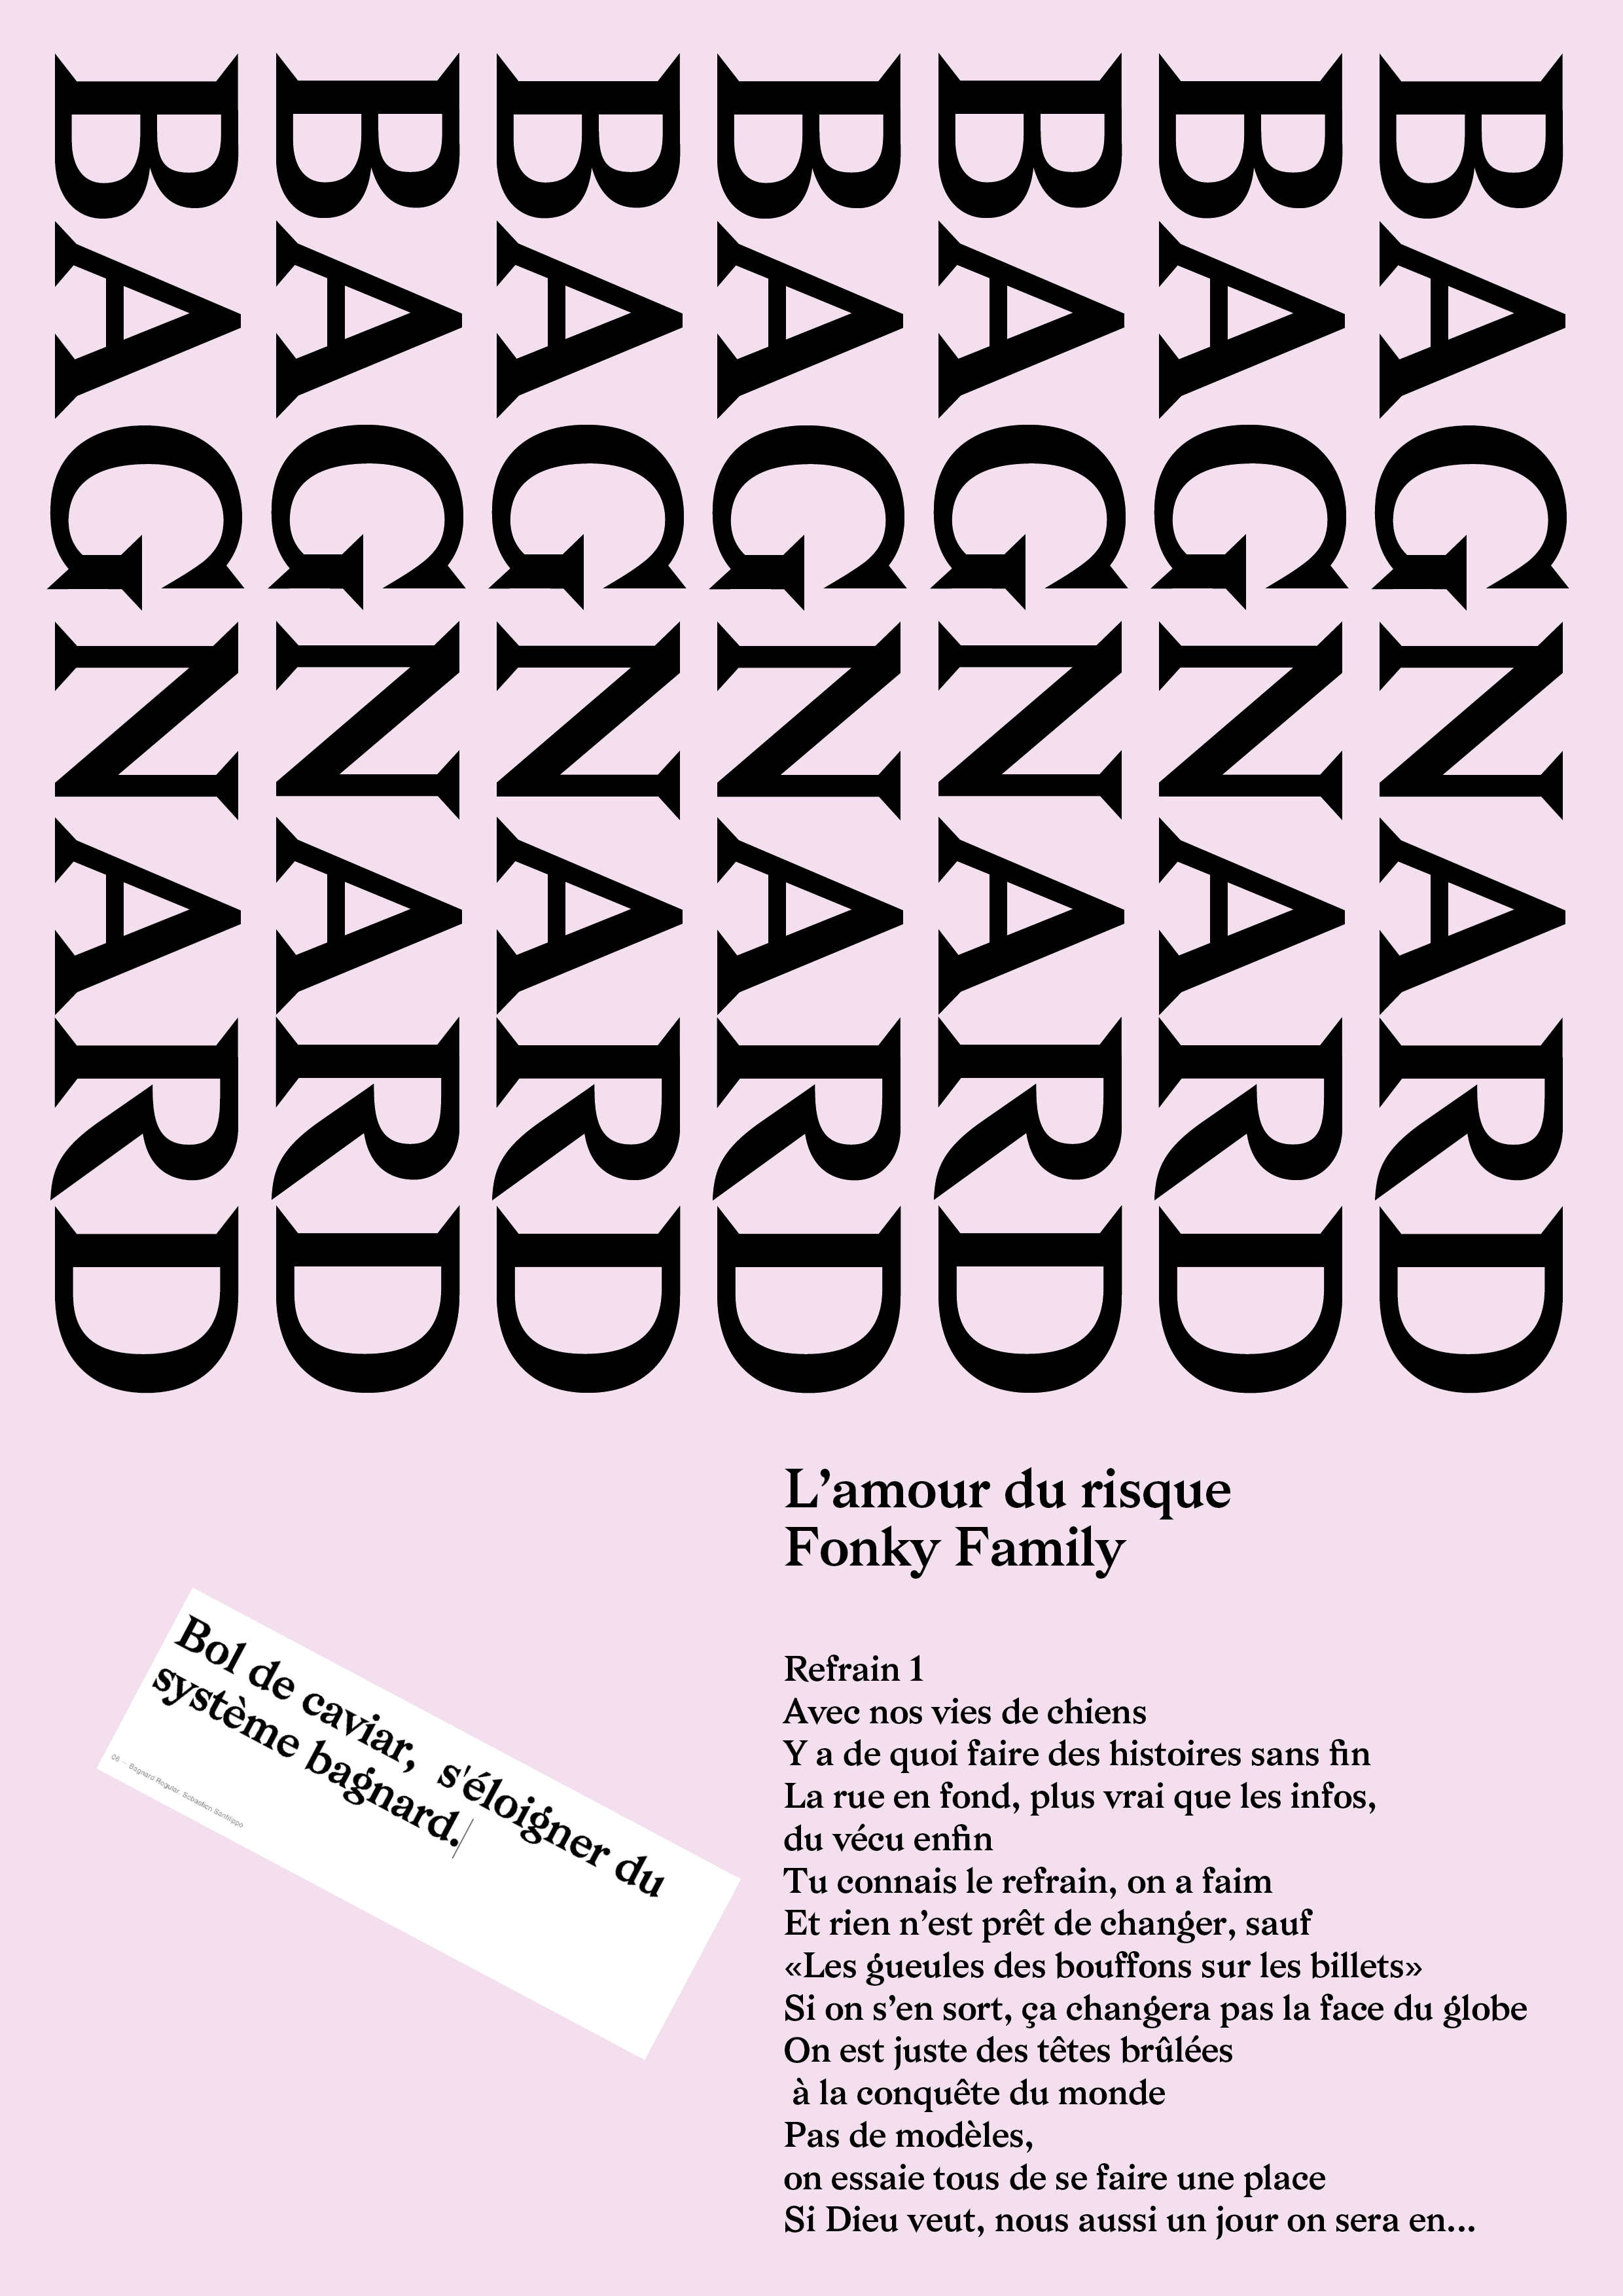 BAGNARD
BAGNARD
BAGNARD
BAGNARD
BAGNARD
BAGNARD
BAGNARD
L’amour du risque
Fonky Family
Bol de caviar,  s'éloigner du
système bagnard.
06 — Bagnard Regular, Sebastien Sanfilippo
Refrain 1
Avec nos vies de chiens
Y a de quoi faire des histoires sans fin
La rue en fond, plus vrai que les infos,
du vécu enfin
Tu connais le refrain, on a faim
Et rien n’est prêt de changer, sauf
«Les gueules des bouffons sur les billets»
Si on s’en sort, ça changera pas la face du globe
On est juste des têtes brûlées
à la conquête du monde
Pas de modèles,
on essaie tous de se faire une place
Si Dieu veut, nous aussi un jour on sera en...